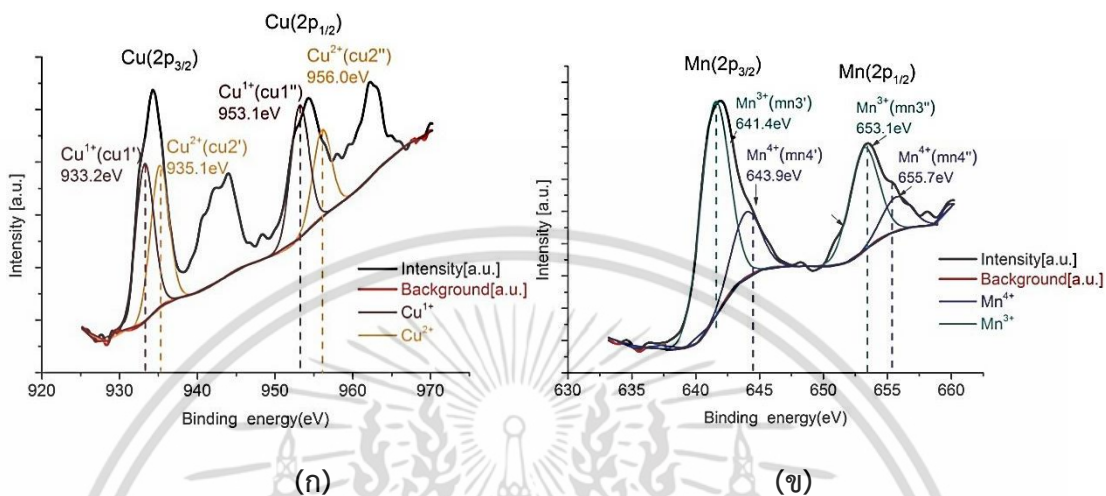 Cu(2p1/2)
Cu(2p3/2)
Cu2+(cu2'')
956.0eV
Cu1+(cu1'')
953.1eV
Cu1+(cu1')
933.2eV
Cu2+(cu2')
935.1eV
Intensity [a.u.]
Intensity[a.u.]
Background[a.u.]
Cu1+
Cu2+
920 930 940 950 960 970
Binding energy(eV)
(ก)
Mn(2p3/2)
Mn(2p1/2)
Mn3+(mn3')
641.4eV
Mn4+(mn4')
643.9eV
Mn3+(mn3'')
653.1eV
Mn4+(mn4'')
655.7eV
Intensity [a.u.]
Intensity[a.u.]
Background[a.u.]
Mn4+
Mn3+
630 635 640 645 650 655 660
Binding energy(eV)
(ข)